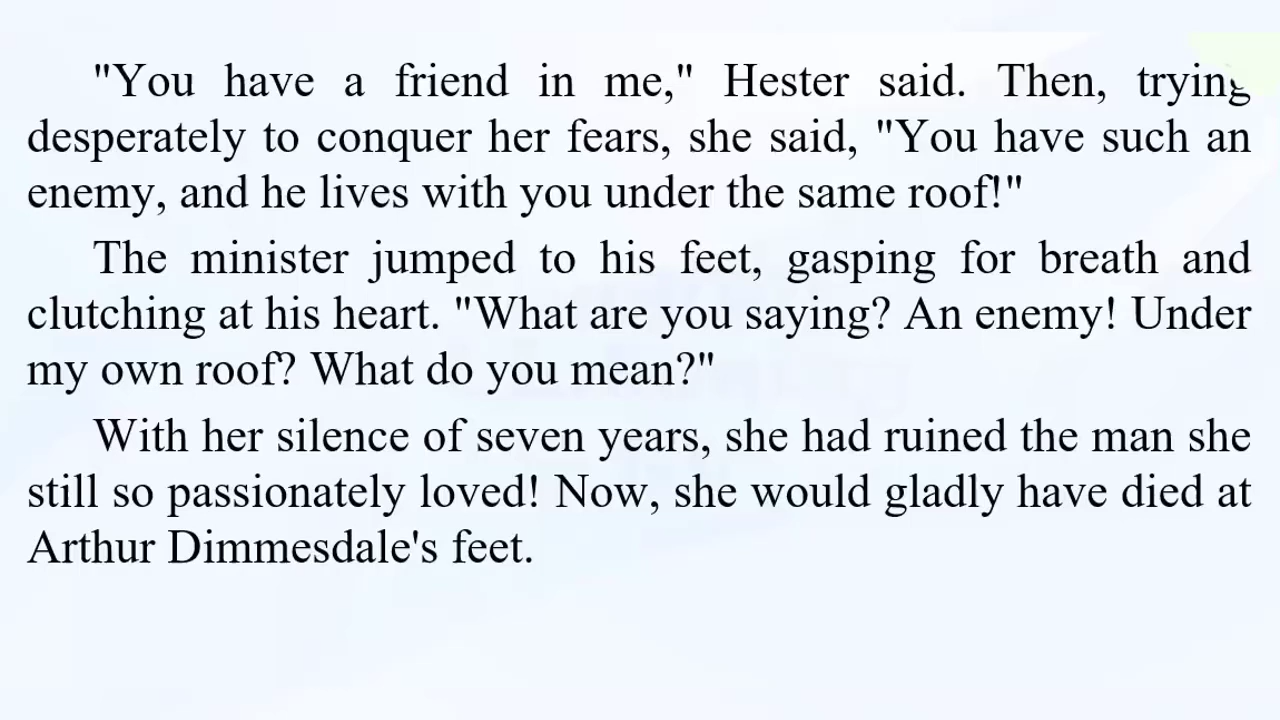 "You have a friend in me," Hester said. Then, trying
desperately to conquer her fears, she said, "You have such an
enemy, and he lives with you under the same roof!"
The minister jumped to his feet, gasping for breath and
clutching at his heart. "What are you saying? An enemy! Under
my own roof? What do you mean?"
With her silence of seven years, she had ruined the man she
still so passionately loved! Now, she would gladly have died at
Arthur Dimmesdale's feet.